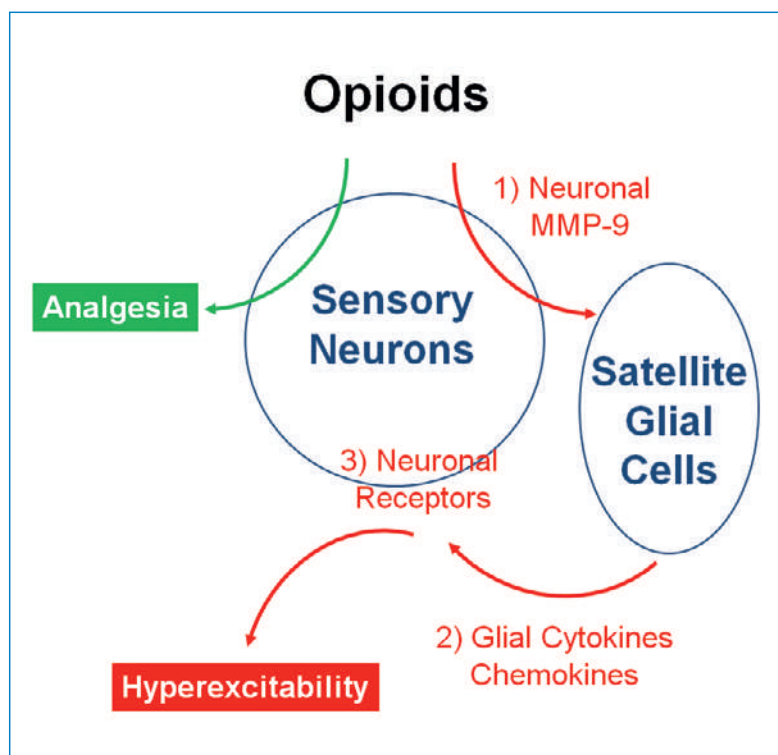 Opioids
1) Neuronal
MMP-9
Analgesia
Sensory
Neurons
Satellite
Glial
Cells
3) Neuronal
Receptors
2) Glial Cytokines
Chemokines
Hyperexcitability